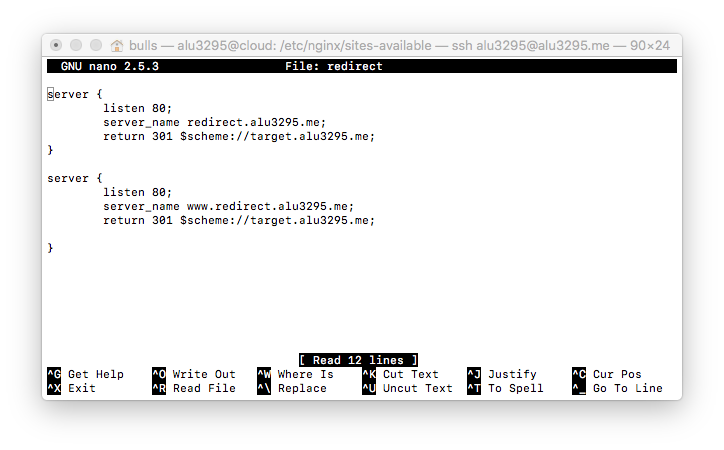 bulls — alu3295@cloud: /etc/nginx/sites-available — ssh alu3295@alu3295.me — 90×24
GNU nano 2.5.3 File: redirect
server {
listen 80;
server_name redirect.alu3295.me;
return 301 $scheme://target.alu3295.me;
}
server {
listen 80;
server_name www.redirect.alu3295.me;
return 301 $scheme://target.alu3295.me;
}
[ Read 12 lines ]
^G Get Help ^O Write Out ^W Where Is ^K Cut Text ^J Justify ^C Cur Pos
^X Exit ^R Read File ^\ Replace ^U Uncut Text ^T To Spell ^_ Go To Line